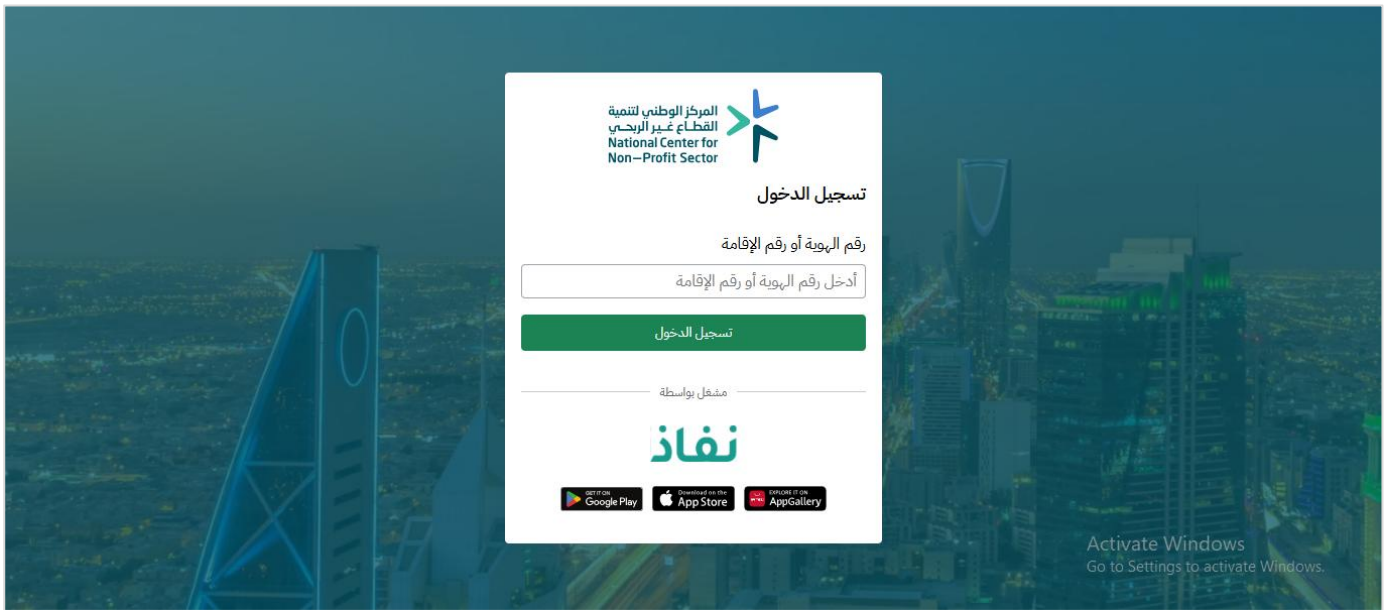 المركز الوطني لتنمية
القطاع غير الربحي
National Center for
Non-Profit Sector
تسجيل الدخول
رقم الهوية أو رقم الإقامة
أدخل رقم الهوية أو رقم الإقامة
تسجيل الدخول
مشغل بواسطة
نفاذ
GET IT ON
Google Play
Download on the
App Store
EXPLORE IT ON
AppGallery
Activate Windows
Go to Settings to activate Windows.